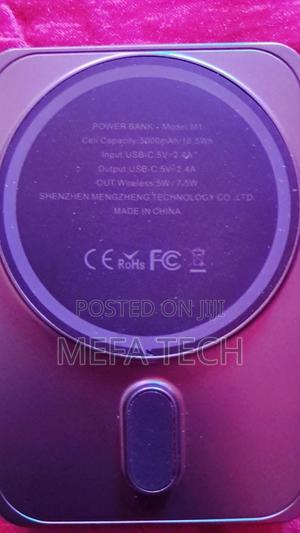 POWER BANK - Model: M1
Cell Capacity:5000mAh/18.5Wh
Input:USB-C:5V⎓2.4A
Output:USB-C:5V⎓2.4A
OUT Wireless:5W/7.5W
SHENZHEN MENGZHENG TECHNOLOGY CO.,LTD.
MADE IN CHINA
CE RoHS FC
POSTED ON JIJI
MEFA TECH